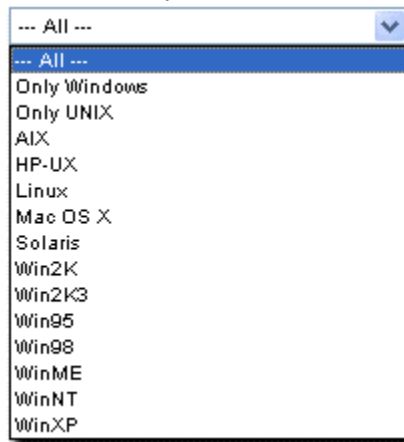 --- All ---
--- All ---
Only Windows
Only UNIX
AIX
HP-UX
Linux
Mac OS X
Solaris
Win2K
Win2K3
Win95
Win98
WinME
WinNT
WinXP